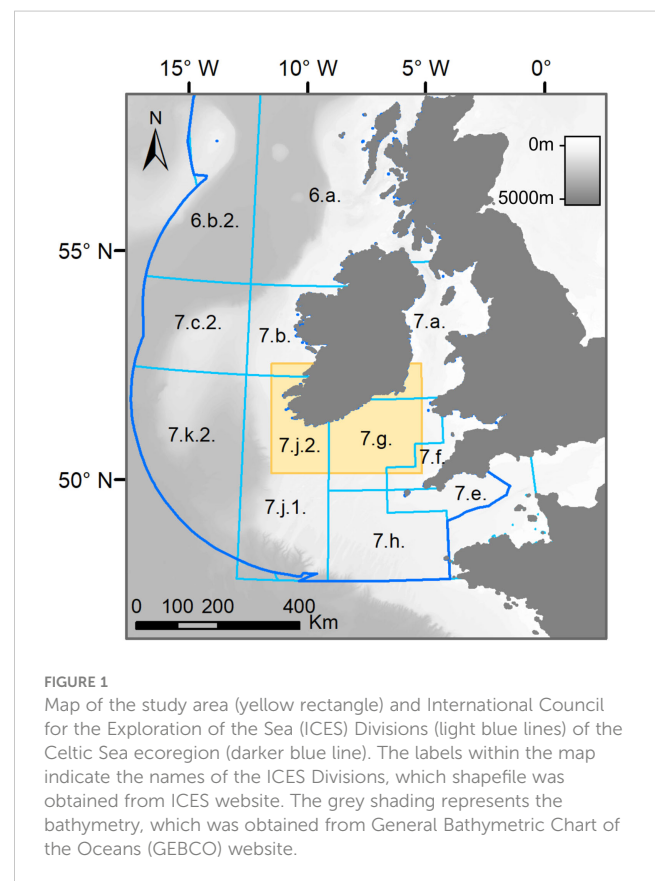 15° W 10° W 5° W 0°
N
0m
5000m
6.a.
6.b.2.
55° N
7.c.2.
7.b.
7.a.
7.k.2.
7.j.2.
7.g.
7.f.
50° N
7.e.
7.j.1.
7.h.
0 100 200 400
Km
FIGURE 1
Map of the study area (yellow rectangle) and International Council
for the Exploration of the Sea (ICES) Divisions (light blue lines) of the
Celtic Sea ecoregion (darker blue line). The labels within the map
indicate the names of the ICES Divisions, which shapefile was
obtained from ICES website. The grey shading represents the
bathymetry, which was obtained from General Bathymetric Chart of
the Oceans (GEBCO) website.